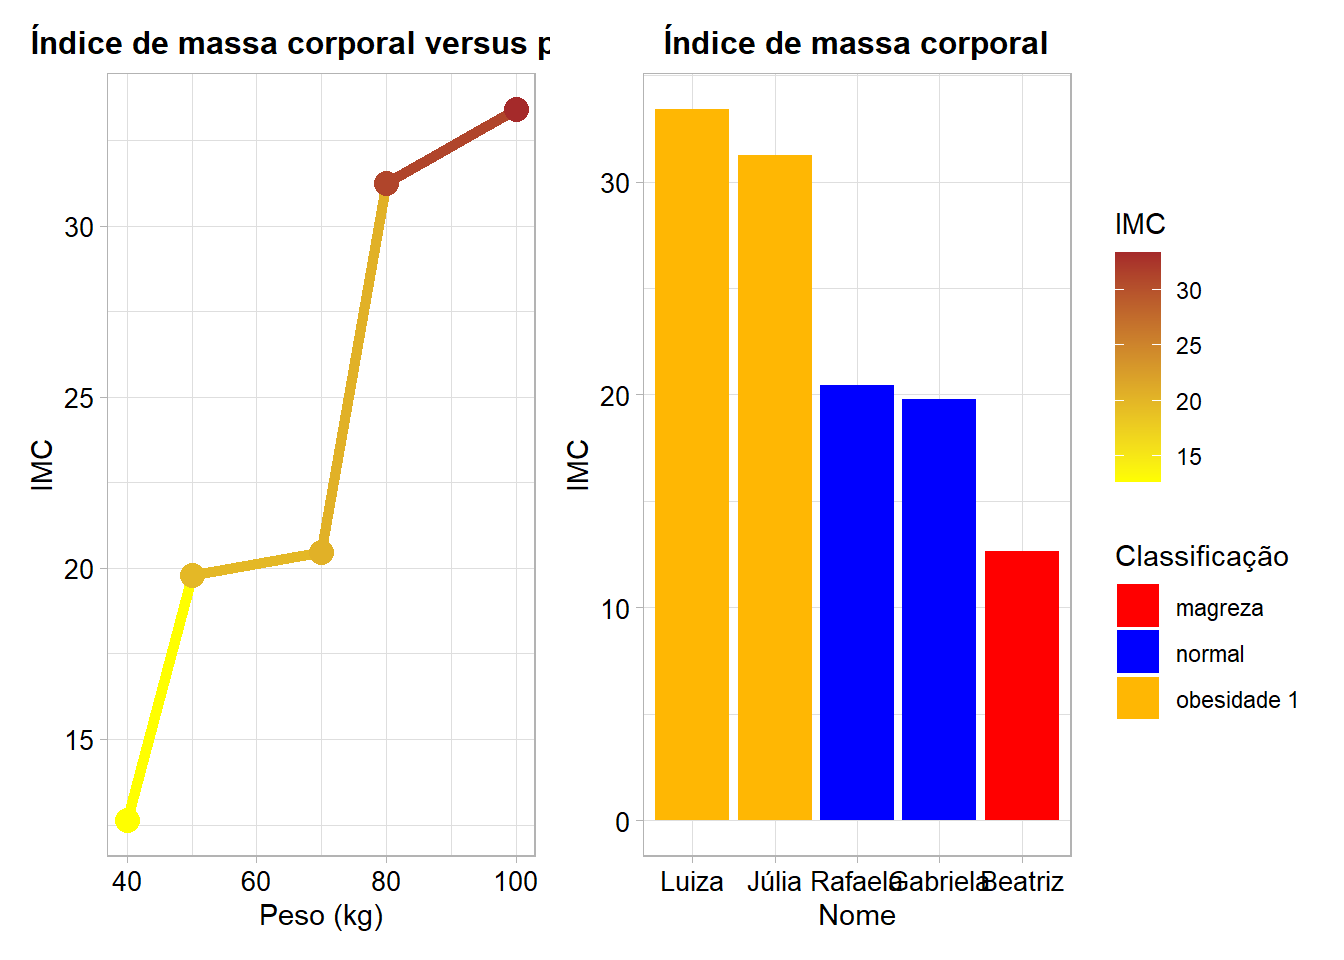 Índice de massa corporal versus p
IMC
30
25
20
15
40 60 80 100
Peso (kg)
Índice de massa corporal
IMC
30
20
10
0
Luiza Júlia Rafaela Gabriela Beatriz
Nome
IMC
30
25
20
15
Classificação
magreza
normal
obesidade 1